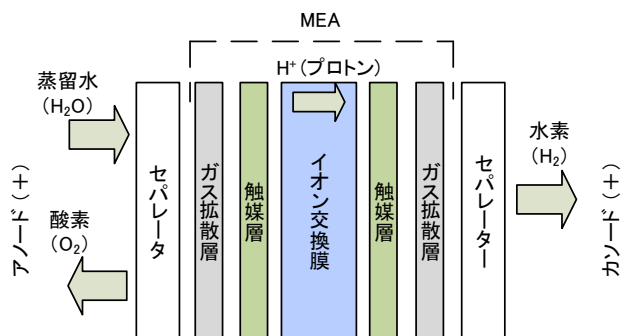 MEA
H⁺(プロトン)
蒸留水
(H₂O)
水素
(H₂)
酸素
(O₂)
アノード(+)
セパレータ
ガス拡散層
触媒層
イオン交換膜
触媒層
ガス拡散層
セパレーター
カソード(+)